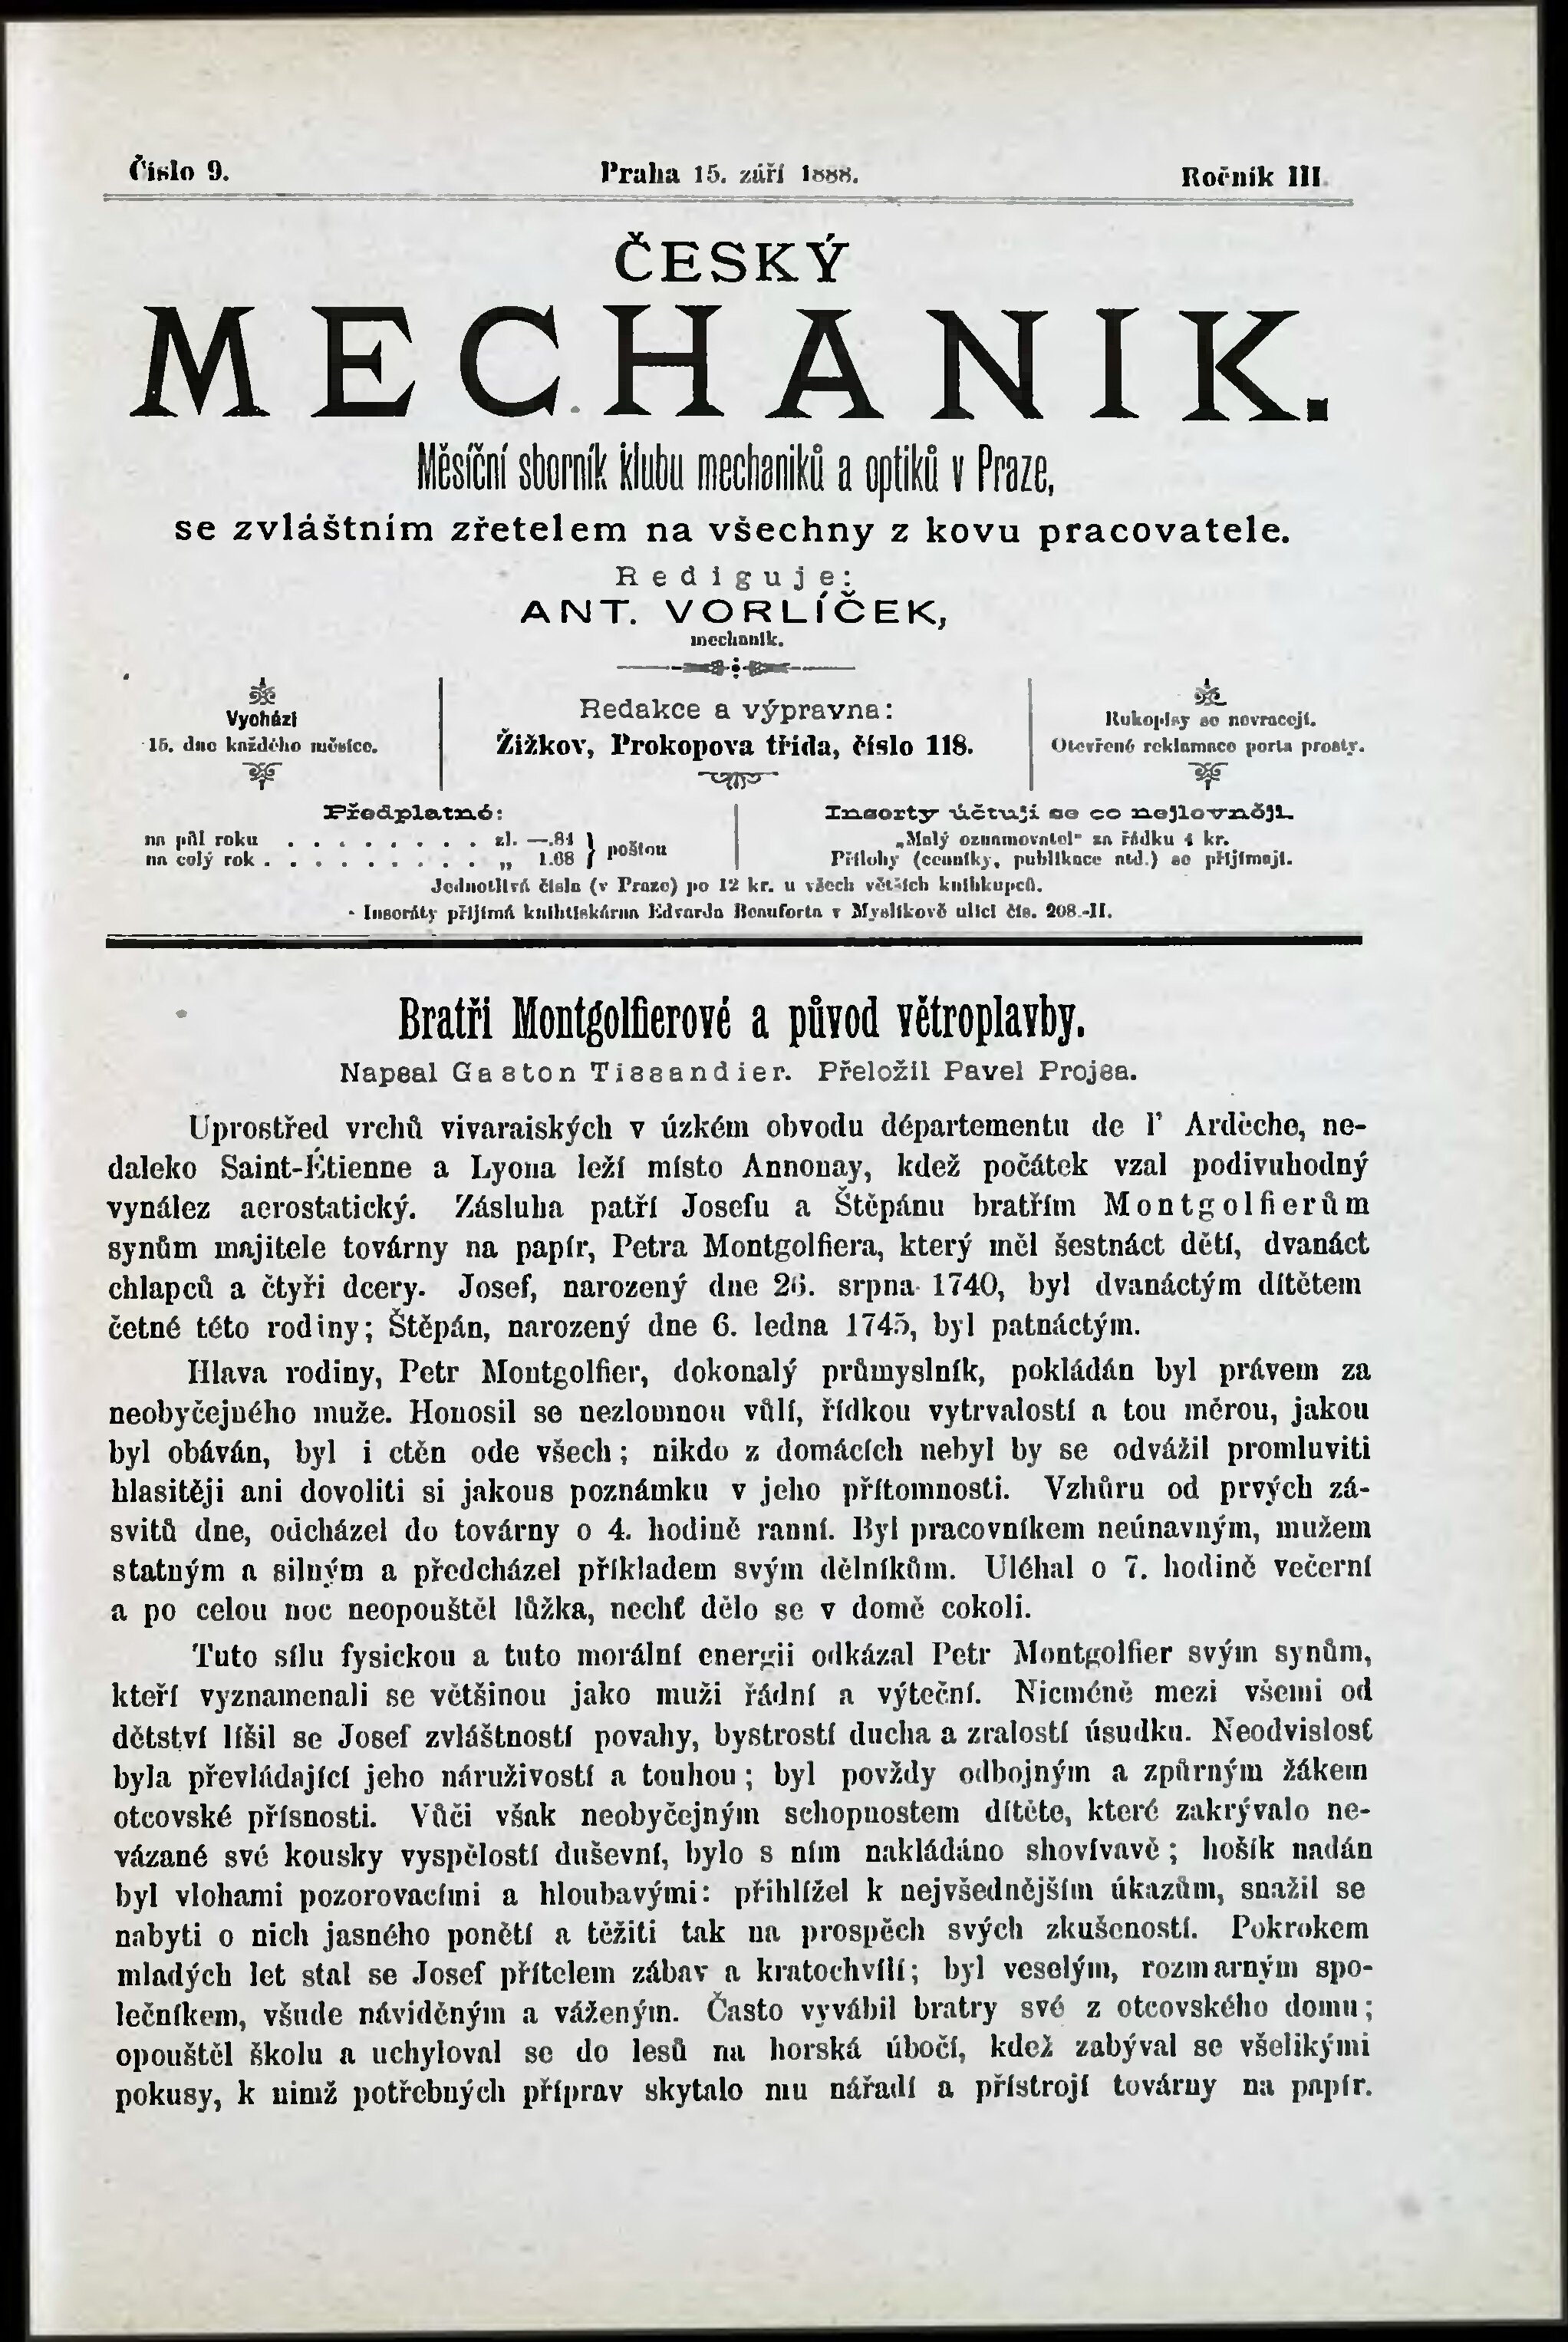 Číslo 9.
Praha 15. září 1888.
Ročník III.
ČESKÝ
MECHANIK.
Měsíční sborník klubu mechaniků a optiků v Praze,
se zvláštním zřetelem na všechny z kovu pracovatele.
Rediguje:
ANT. VORLÍČEK,
mechanik.
Vychází
15. dne každého měsíce.
Redakce a výpravna:
Žižkov, Prokopova třída, číslo 118.
Rukopisy se nevracejí.
Otevřené reklamace porta prosty.
Předplatné:
na půl roku . . . . . . . . zl. —.84
na celý rok . . . . . . . . . „ 1.68
} poštou
Inserty účtují se co nejlevněji.
„Malý oznamovatel" za řádku 4 kr.
Přílohy (cenníky, publikace atd.) se přijímají.
Jednotlivá čísla (v Praze) po 12 kr. u všech větších knihkupců.
Inseráty přijímá knihtiskárna Edvarda Beauforta v Myslíkově ulici čís. 208.-II.
Bratři Montgolfierové a původ větroplavby.
Napsal Gaston Tissandier. Přeložil Pavel Projsa.
Uprostřed vrchů vivaraiských v úzkém obvodu départementu de l' Ardèche, ne-
daleko Saint-Étienne a Lyona leží místo Annonay, kdež počátek vzal podivuhodný
vynález aerostatický. Zásluha patří Josefu a Štěpánu bratřím Montgolfierům
synům majitele továrny na papír, Petra Montgolfiera, který měl šestnáct dětí, dvanáct
chlapců a čtyři dcery. Josef, narozený dne 26. srpna 1740, byl dvanáctým dítětem
četné této rodiny; Štěpán, narozený dne 6. ledna 1745, byl patnáctým.
Hlava rodiny, Petr Montgolfier, dokonalý průmyslník, pokládán byl právem za
neobyčejného muže. Honosil se nezlomnou vůlí, řídkou vytrvalostí a tou měrou, jakou
byl obáván, byl i ctěn ode všech; nikdo z domácích nebyl by se odvážil promluviti
hlasitěji ani dovoliti si jakous poznámku v jeho přítomnosti. Vzhůru od prvých zá-
svitů dne, odcházel do továrny o 4. hodině ranní. Byl pracovníkem neúnavným, mužem
statným a silným a předcházel příkladem svým dělníkům. Uléhal o 7. hodině večerní
a po celou noc neopouštěl lůžka, nechť dělo se v domě cokoli.
Tuto sílu fysickou a tuto morální energii odkázal Petr Montgolfier svým synům,
kteří vyznamenali se většinou jako muži řádní a výteční. Nicméně mezi všemi od
dětství líšil se Josef zvláštností povahy, bystrostí ducha a zralostí úsudku. Neodvislosť
byla převládající jeho náruživostí a touhou; byl povždy odbojným a zpurným žákem
otcovské přísnosti. Vůči však neobyčejným schopnostem dítěte, které zakrývalo ne-
vázané své kousky vyspělostí duševní, bylo s ním nakládáno shovívavě; hošík nadán
byl vlohami pozorovacími a hloubavými: přihlížel k nejvšednějším úkazům, snažil se
nabyti o nich jasného ponětí a těžiti tak na prospěch svých zkušeností. Pokrokem
mladých let stal se Josef přítelem zábav a kratochvílí; byl veselým, rozmarným spo-
lečníkem, všude náviděným a váženým. Často vyvábil bratry své z otcovského domu;
opouštěl školu a uchyloval se do lesů na horská úbočí, kdež zabýval se všelikými
pokusy, k nimž potřebných příprav skytalo mu nářadí a přístrojí továrny na papír.